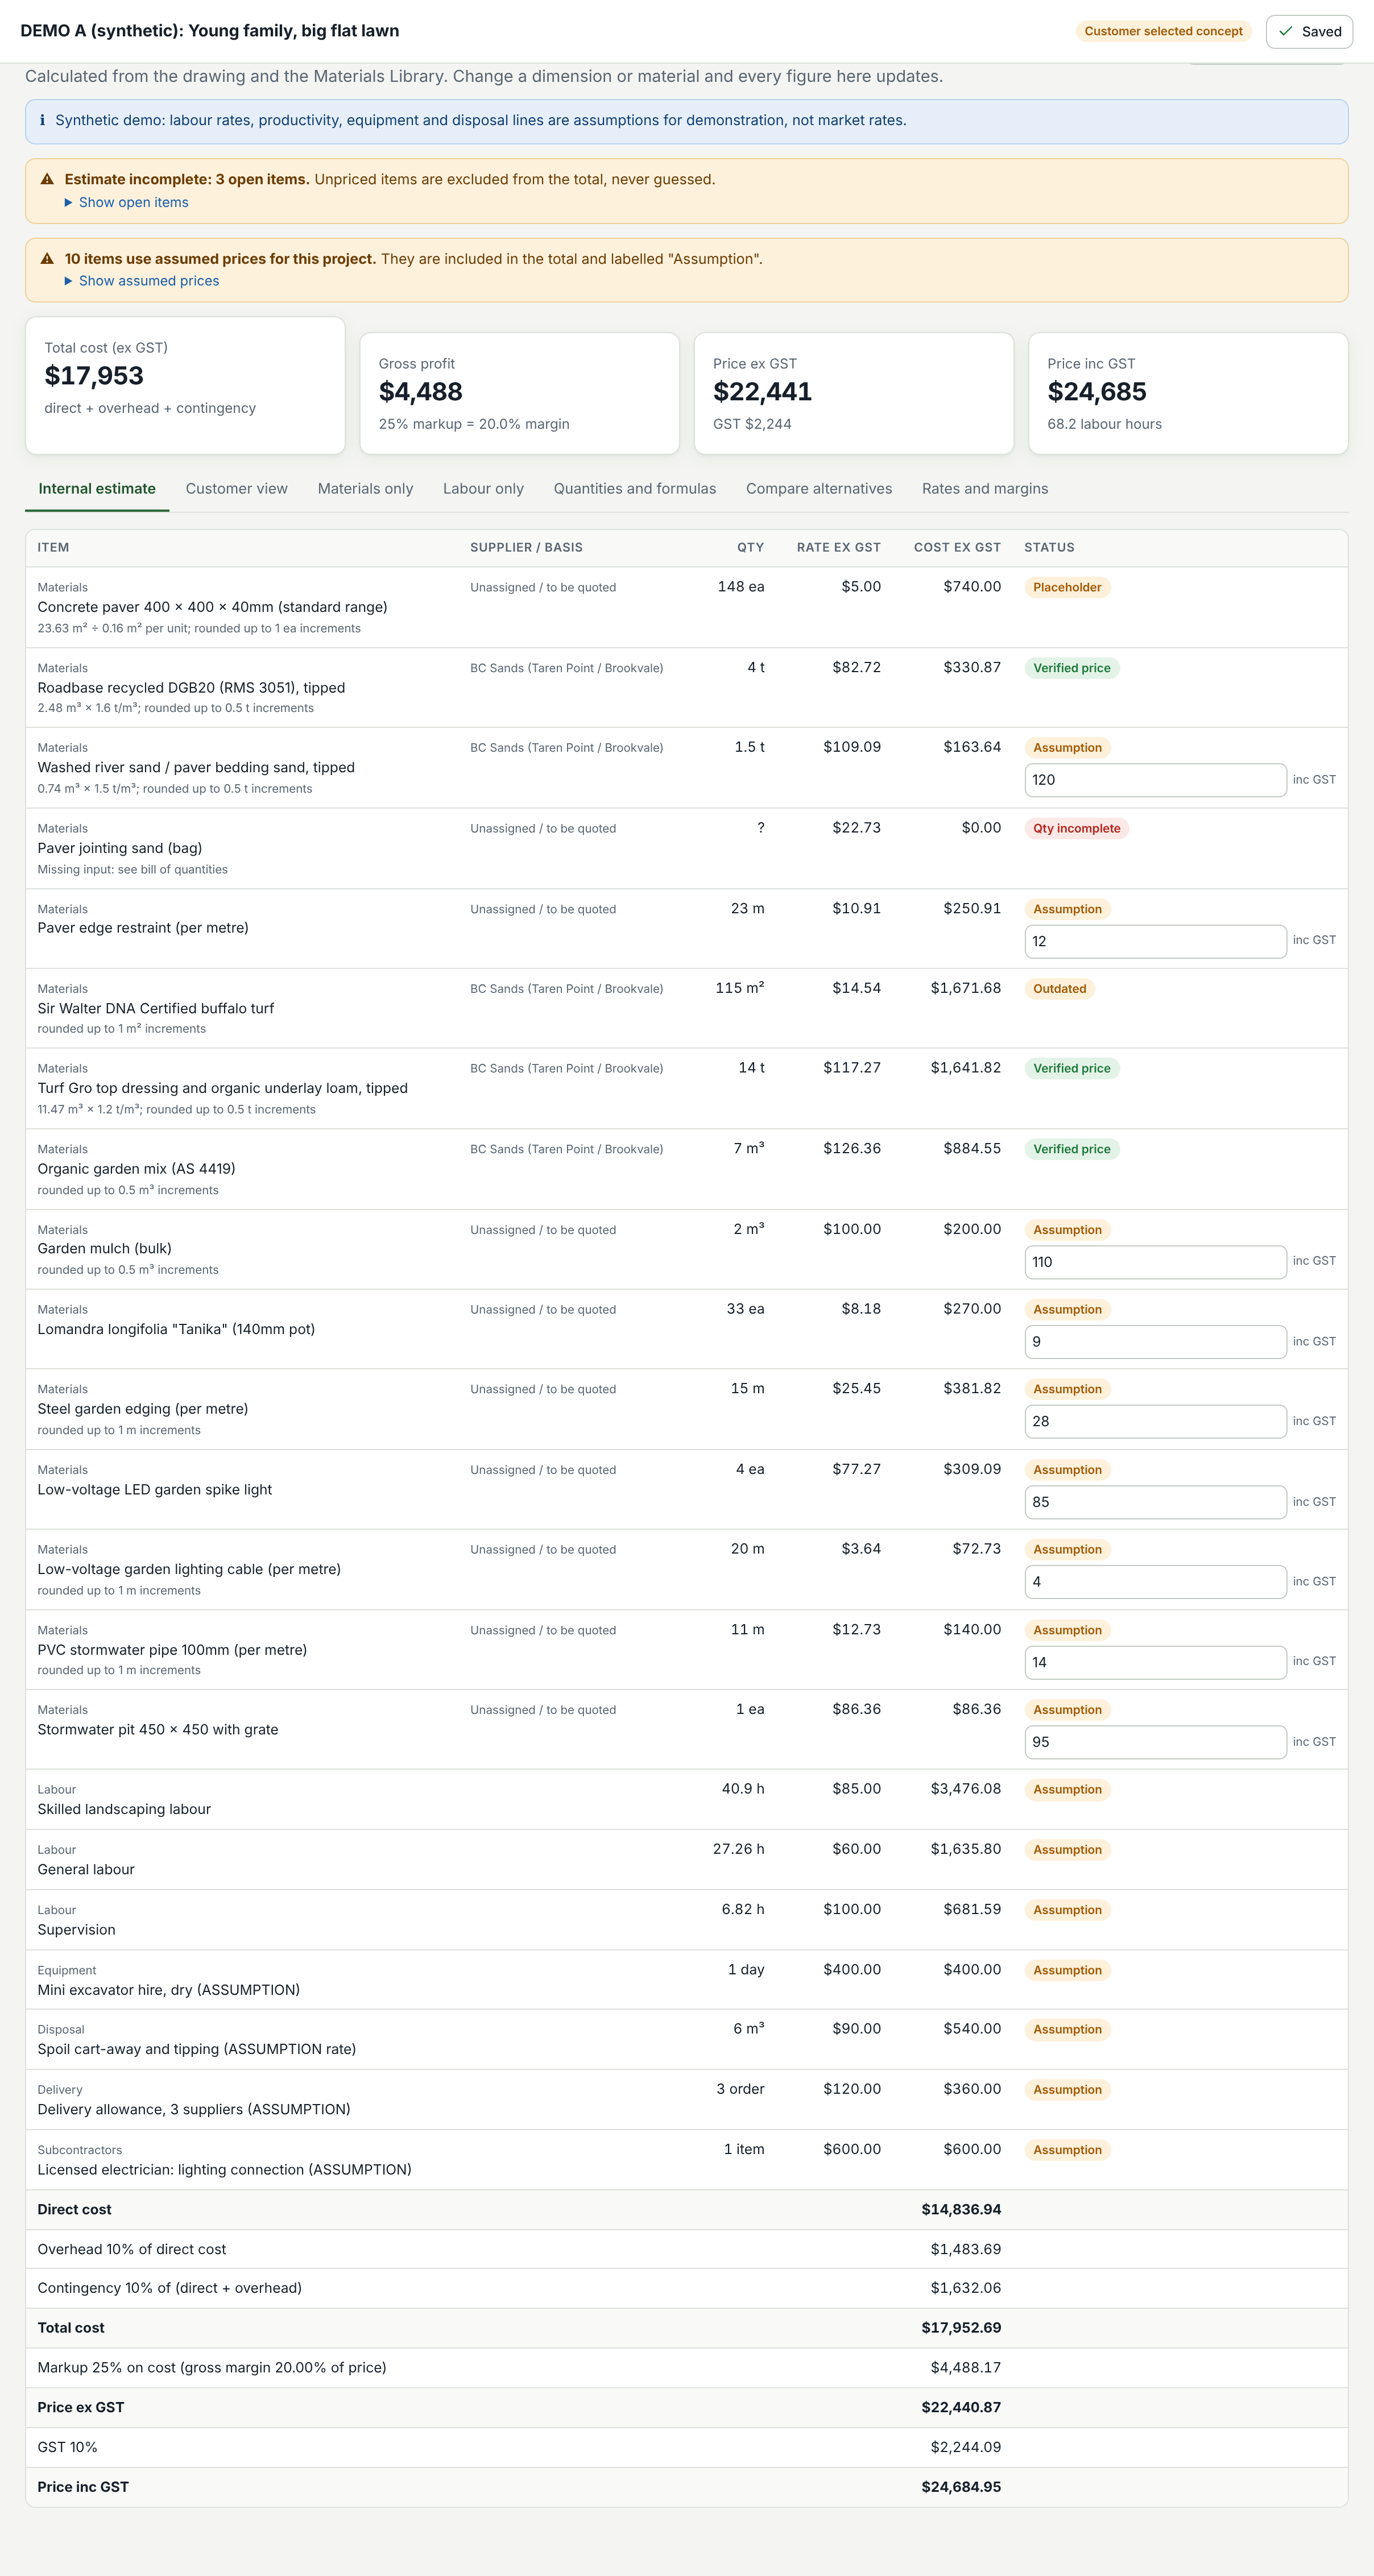 DEMO A (synthetic): Young family, big flat lawn
Customer selected concept
Saved
Calculated from the drawing and the Materials Library. Change a dimension or material and every figure here updates.
Synthetic demo: labour rates, productivity, equipment and disposal lines are assumptions for demonstration, not market rates.
Estimate incomplete: 3 open items. Unpriced items are excluded from the total, never guessed.
Show open items
10 items use assumed prices for this project. They are included in the total and labelled "Assumption".
Show assumed prices
Total cost (ex GST)
$17,953
direct + overhead + contingency
Gross profit
$4,488
25% markup = 20.0% margin
Price ex GST
$22,441
GST $2,244
Price inc GST
$24,685
68.2 labour hours
Internal estimate Customer view Materials only Labour only Quantities and formulas Compare alternatives Rates and margins
ITEM SUPPLIER / BASIS QTY RATE EX GST COST EX GST STATUS
Materials Unassigned / to be quoted 148 ea $5.00 $740.00 Placeholder
Concrete paver 400 × 400 × 40mm (standard range)
23.63 m² ÷ 0.16 m² per unit; rounded up to 1 ea increments
Materials BC Sands (Taren Point / Brookvale) 4 t $82.72 $330.87 Verified price
Roadbase recycled DGB20 (RMS 3051), tipped
2.48 m³ × 1.6 t/m³; rounded up to 0.5 t increments
Materials BC Sands (Taren Point / Brookvale) 1.5 t $109.09 $163.64 Assumption
Washed river sand / paver bedding sand, tipped 120 inc GST
0.74 m³ × 1.5 t/m³; rounded up to 0.5 t increments
Materials Unassigned / to be quoted ? $22.73 $0.00 Qty incomplete
Paver jointing sand (bag)
Missing input: see bill of quantities
Materials Unassigned / to be quoted 23 m $10.91 $250.91 Assumption
Paver edge restraint (per metre) 12 inc GST
Materials BC Sands (Taren Point / Brookvale) 115 m² $14.54 $1,671.68 Outdated
Sir Walter DNA Certified buffalo turf
rounded up to 1 m² increments
Materials BC Sands (Taren Point / Brookvale) 14 t $117.27 $1,641.82 Verified price
Turf Gro top dressing and organic underlay loam, tipped
11.47 m³ × 1.2 t/m³; rounded up to 0.5 t increments
Materials BC Sands (Taren Point / Brookvale) 7 m³ $126.36 $884.55 Verified price
Organic garden mix (AS 4419)
rounded up to 0.5 m³ increments
Materials Unassigned / to be quoted 2 m³ $100.00 $200.00 Assumption
Garden mulch (bulk) 110 inc GST
rounded up to 0.5 m³ increments
Materials Unassigned / to be quoted 33 ea $8.18 $270.00 Assumption
Lomandra longifolia "Tanika" (140mm pot) 9 inc GST
Materials Unassigned / to be quoted 15 m $25.45 $381.82 Assumption
Steel garden edging (per metre) 28 inc GST
rounded up to 1 m increments
Materials Unassigned / to be quoted 4 ea $77.27 $309.09 Assumption
Low-voltage LED garden spike light 85 inc GST
Materials Unassigned / to be quoted 20 m $3.64 $72.73 Assumption
Low-voltage garden lighting cable (per metre) 4 inc GST
rounded up to 1 m increments
Materials Unassigned / to be quoted 11 m $12.73 $140.00 Assumption
PVC stormwater pipe 100mm (per metre) 14 inc GST
rounded up to 1 m increments
Materials Unassigned / to be quoted 1 ea $86.36 $86.36 Assumption
Stormwater pit 450 × 450 with grate 95 inc GST
Labour 40.9 h $85.00 $3,476.08 Assumption
Skilled landscaping labour
Labour 27.26 h $60.00 $1,635.80 Assumption
General labour
Labour 6.82 h $100.00 $681.59 Assumption
Supervision
Equipment 1 day $400.00 $400.00 Assumption
Mini excavator hire, dry (ASSUMPTION)
Disposal 6 m³ $90.00 $540.00 Assumption
Spoil cart-away and tipping (ASSUMPTION rate)
Delivery 3 order $120.00 $360.00 Assumption
Delivery allowance, 3 suppliers (ASSUMPTION)
Subcontractors 1 item $600.00 $600.00 Assumption
Licensed electrician: lighting connection (ASSUMPTION)
Direct cost $14,836.94
Overhead 10% of direct cost $1,483.69
Contingency 10% of (direct + overhead) $1,632.06
Total cost $17,952.69
Markup 25% on cost (gross margin 20.00% of price) $4,488.17
Price ex GST $22,440.87
GST 10% $2,244.09
Price inc GST $24,684.95